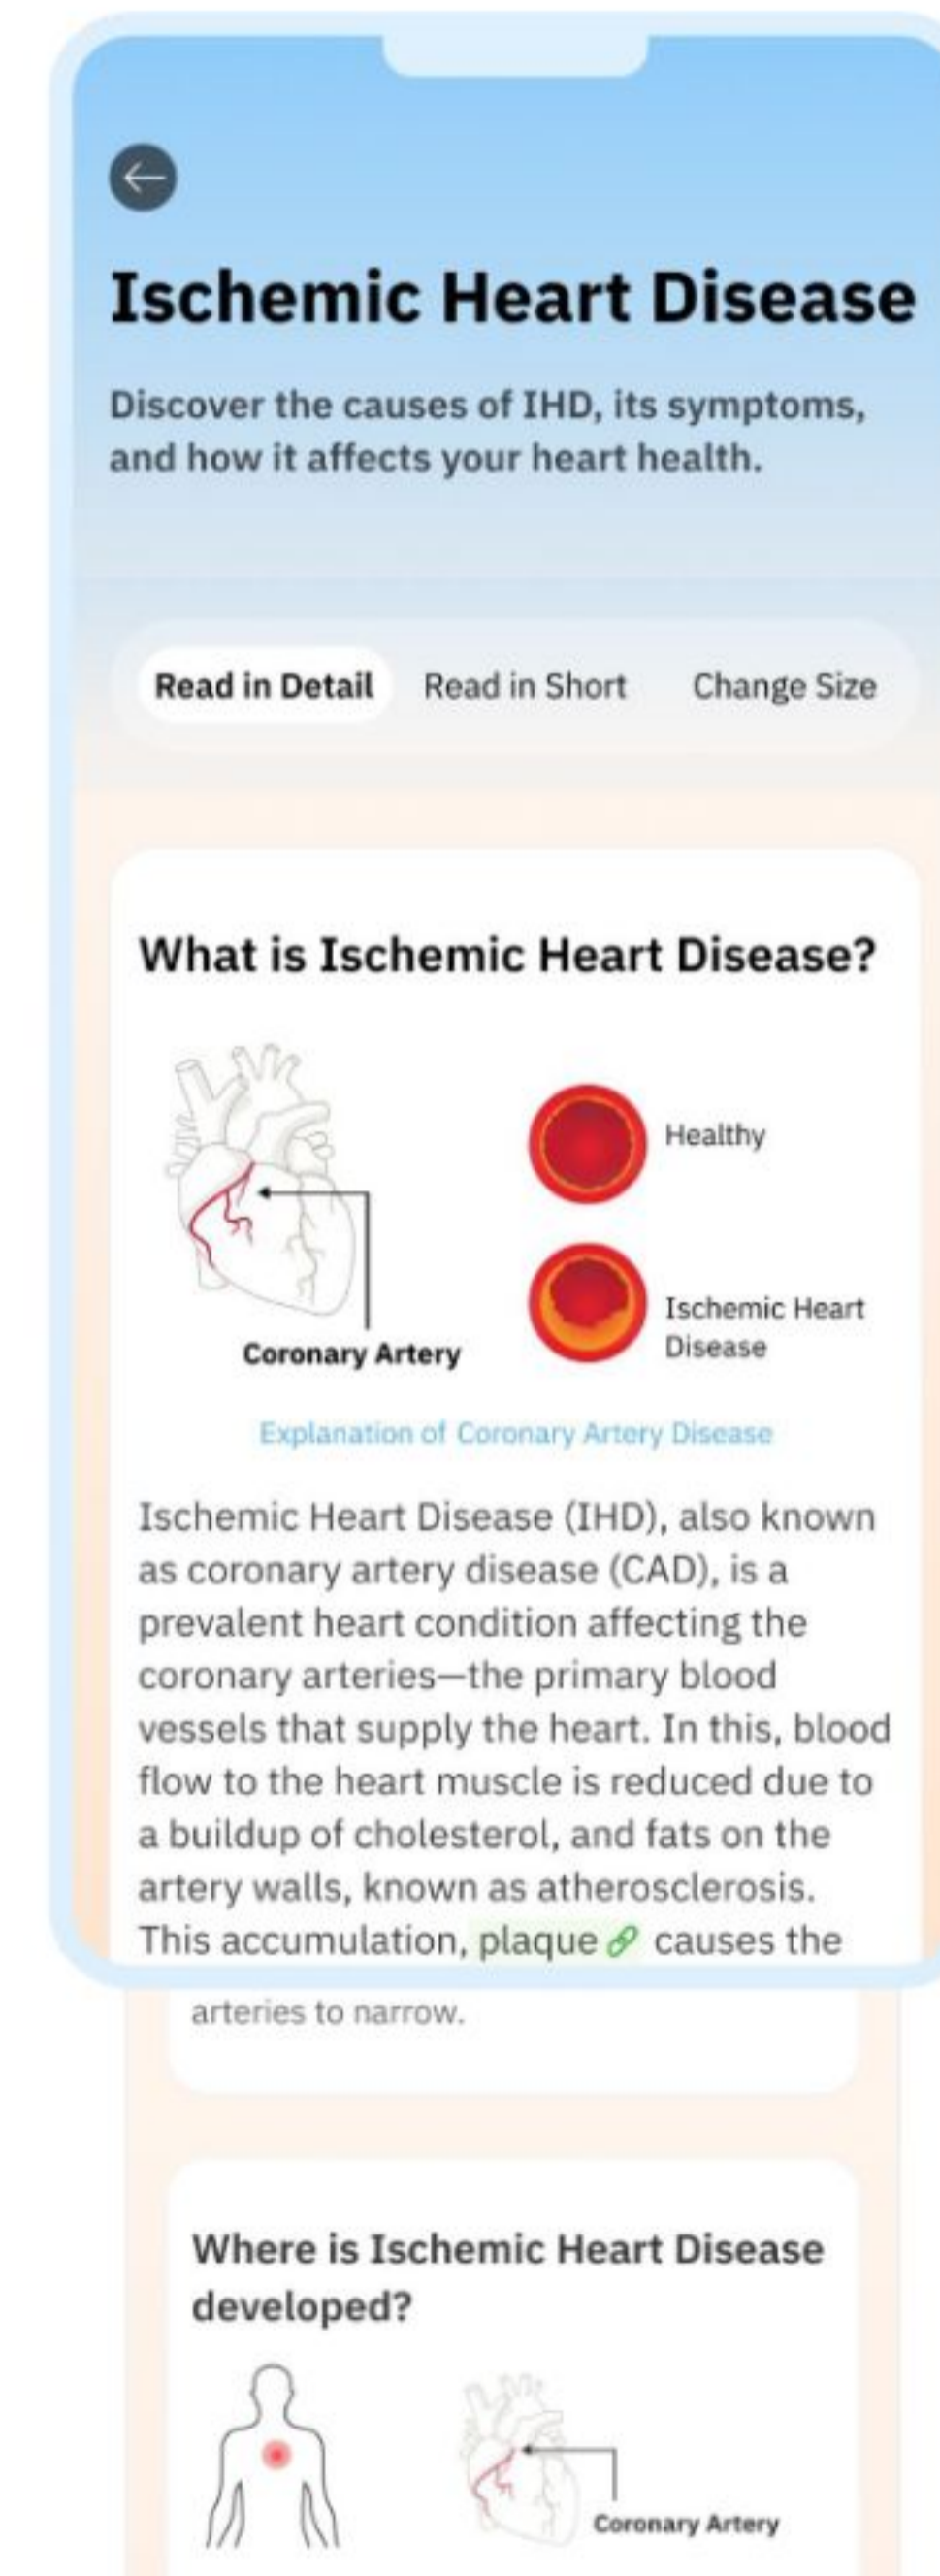 Ischemic Heart Disease
Discover the causes of IHD, its symptoms,
and how it affects your heart health.
Read in Detail Read in Short Change Size
What is Ischemic Heart Disease?
Healthy
Ischemic Heart
Disease
Coronary Artery
Explanation of Coronary Artery Disease
Ischemic Heart Disease (IHD), also known
as coronary artery disease (CAD), is a
prevalent heart condition affecting the
coronary arteries—the primary blood
vessels that supply the heart. In this, blood
flow to the heart muscle is reduced due to
a buildup of cholesterol, and fats on the
artery walls, known as atherosclerosis.
This accumulation, plaque causes the
arteries to narrow.
Where is Ischemic Heart Disease
developed?
Coronary Artery